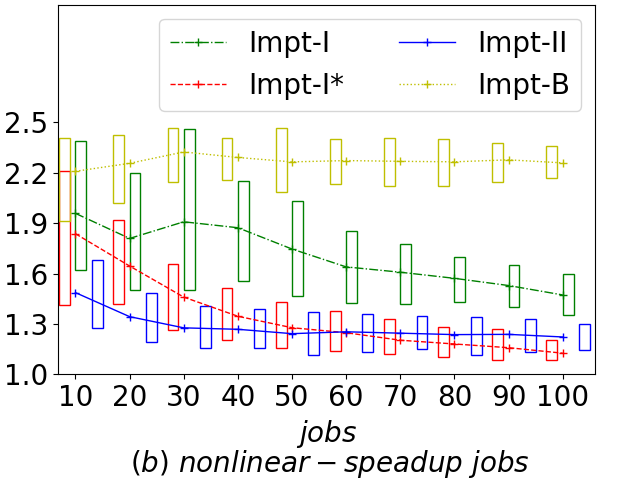 Impt-I
Impt-II
Impt-I*
Impt-B
2.5
2.2
1.9
1.6
1.3
1.0
10 20 30 40 50 60 70 80 90 100
jobs
(b) nonlinear − speadup jobs